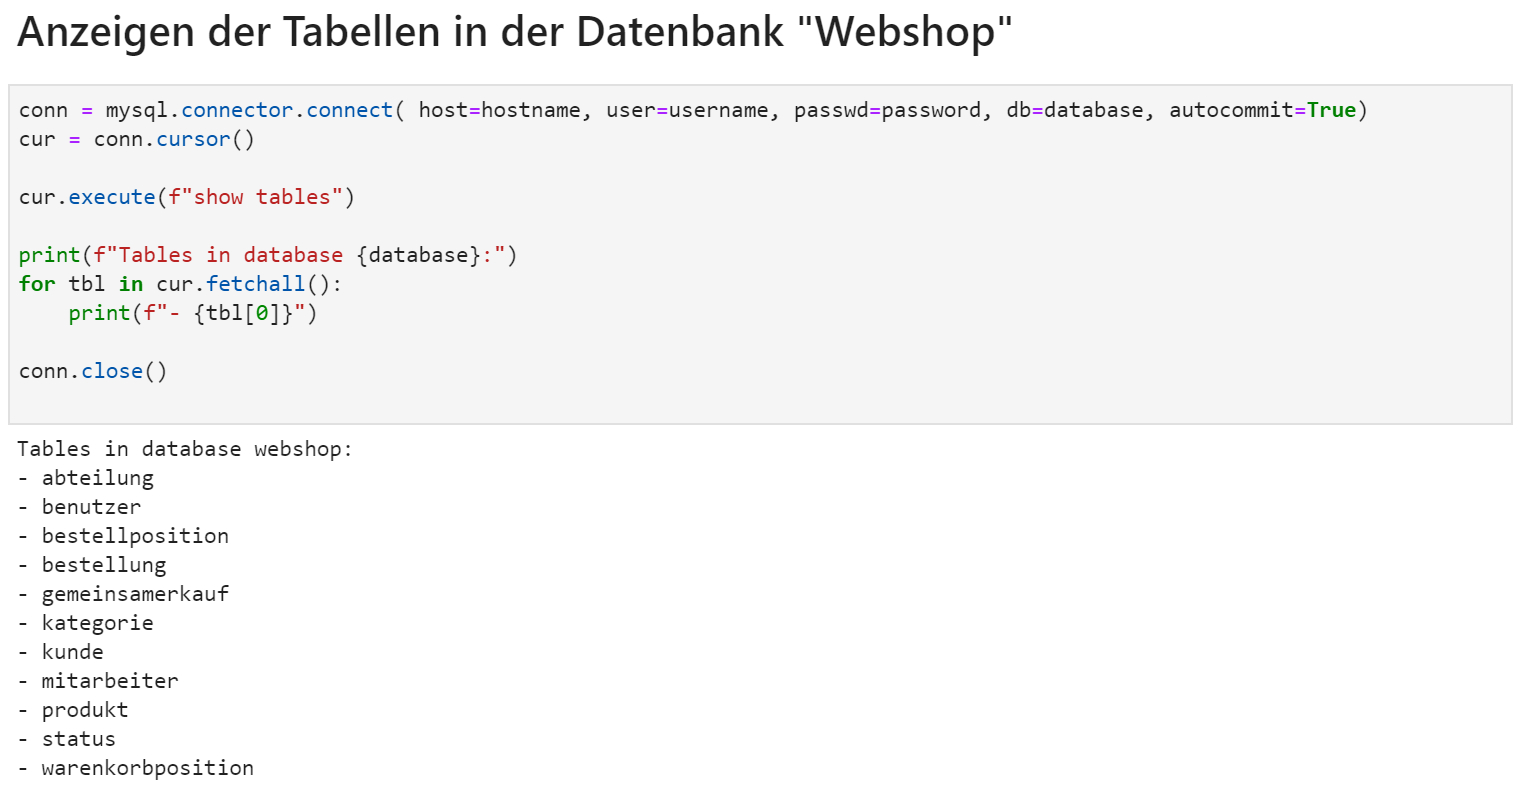 Anzeigen der Tabellen in der Datenbank "Webshop"
conn = mysql.connector.connect( host=hostname, user=username, passwd=password, db=database, autocommit=True)
cur = conn.cursor()
cur.execute(f"show tables")
print(f"Tables in database {database}:")
for tbl in cur.fetchall():
    print(f"- {tbl[0]}")
conn.close()
Tables in database webshop:
- abteilung
- benutzer
- bestellposition
- bestellung
- gemeinsamerkauf
- kategorie
- kunde
- mitarbeiter
- produkt
- status
- warenkorbposition